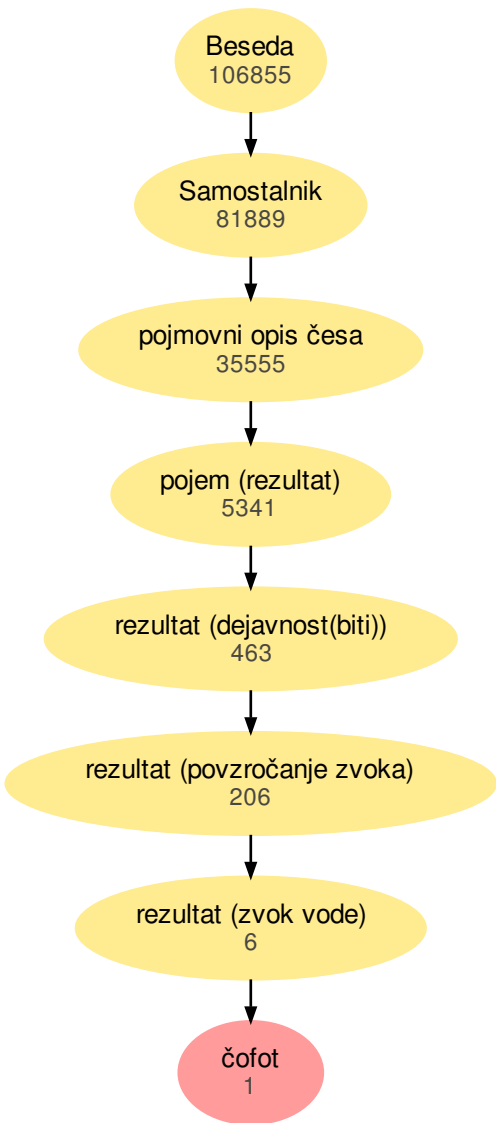 Beseda
106855
Samostalnik
81889
pojmovni opis česa
35555
pojem (rezultat)
5341
rezultat (dejavnost(biti))
463
rezultat (povzročanje zvoka)
206
rezultat (zvok vode)
6
čofot
1